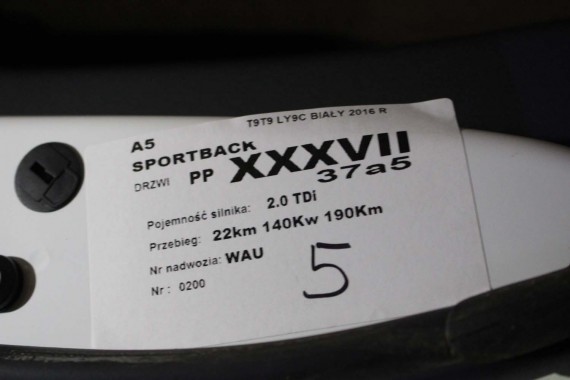 T9T9 LY9C BIAŁY 2016 R
A5
SPORTBACK
DRZWI PP XXXVII
37a5
Pojemność silnika: 2.0 TDi
Przebieg: 22km 140Kw 190Km
Nr nadwozia: WAU
Nr : 0200
5